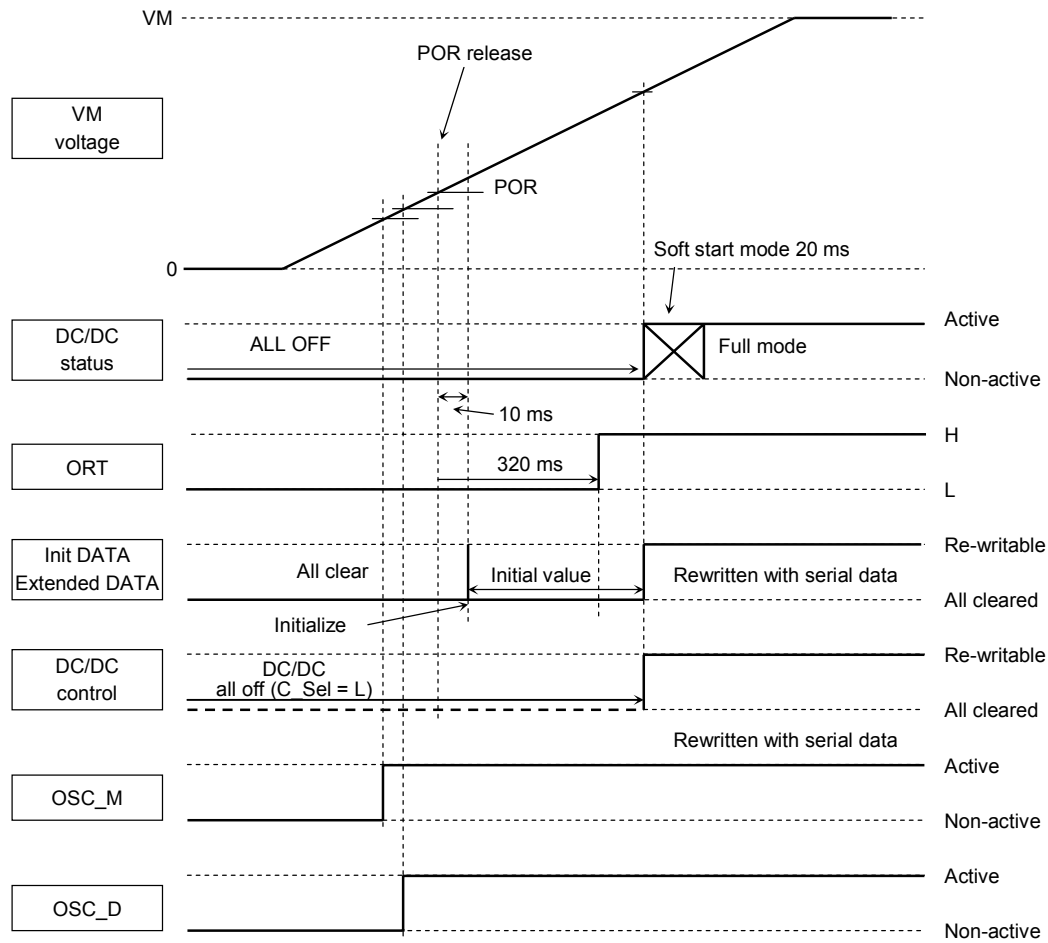 VM
POR release
VM
voltage
POR
0
Soft start mode 20 ms
DC/DC
status
ALL OFF
Active
Full mode
Non-active
10 ms
ORT
H
320 ms
L
Init DATA
Extended DATA
All clear
Initial value
Re-writable
Rewritten with serial data
All cleared
Initialize
DC/DC
control
DC/DC
all off (C_Sel = L)
Re-writable
All cleared
Rewritten with serial data
OSC_M
Active
Non-active
OSC_D
Active
Non-active